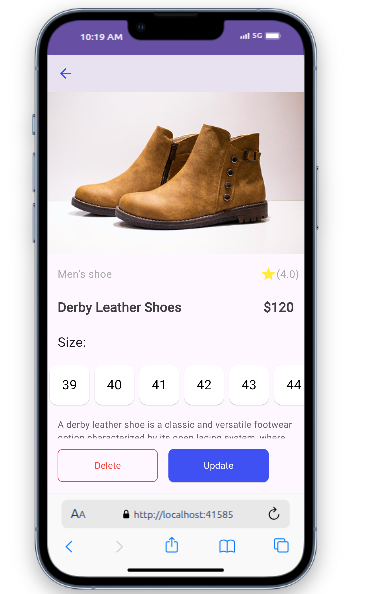 10:19 AM
5G
Men's shoe
(4.0)
Derby Leather Shoes
$120
Size:
39 40 41 42 43 44
A derby leather shoe is a classic and versatile footwear
option characterized by its open lacing system, where
Delete
Update
AA
http://localhost:41585